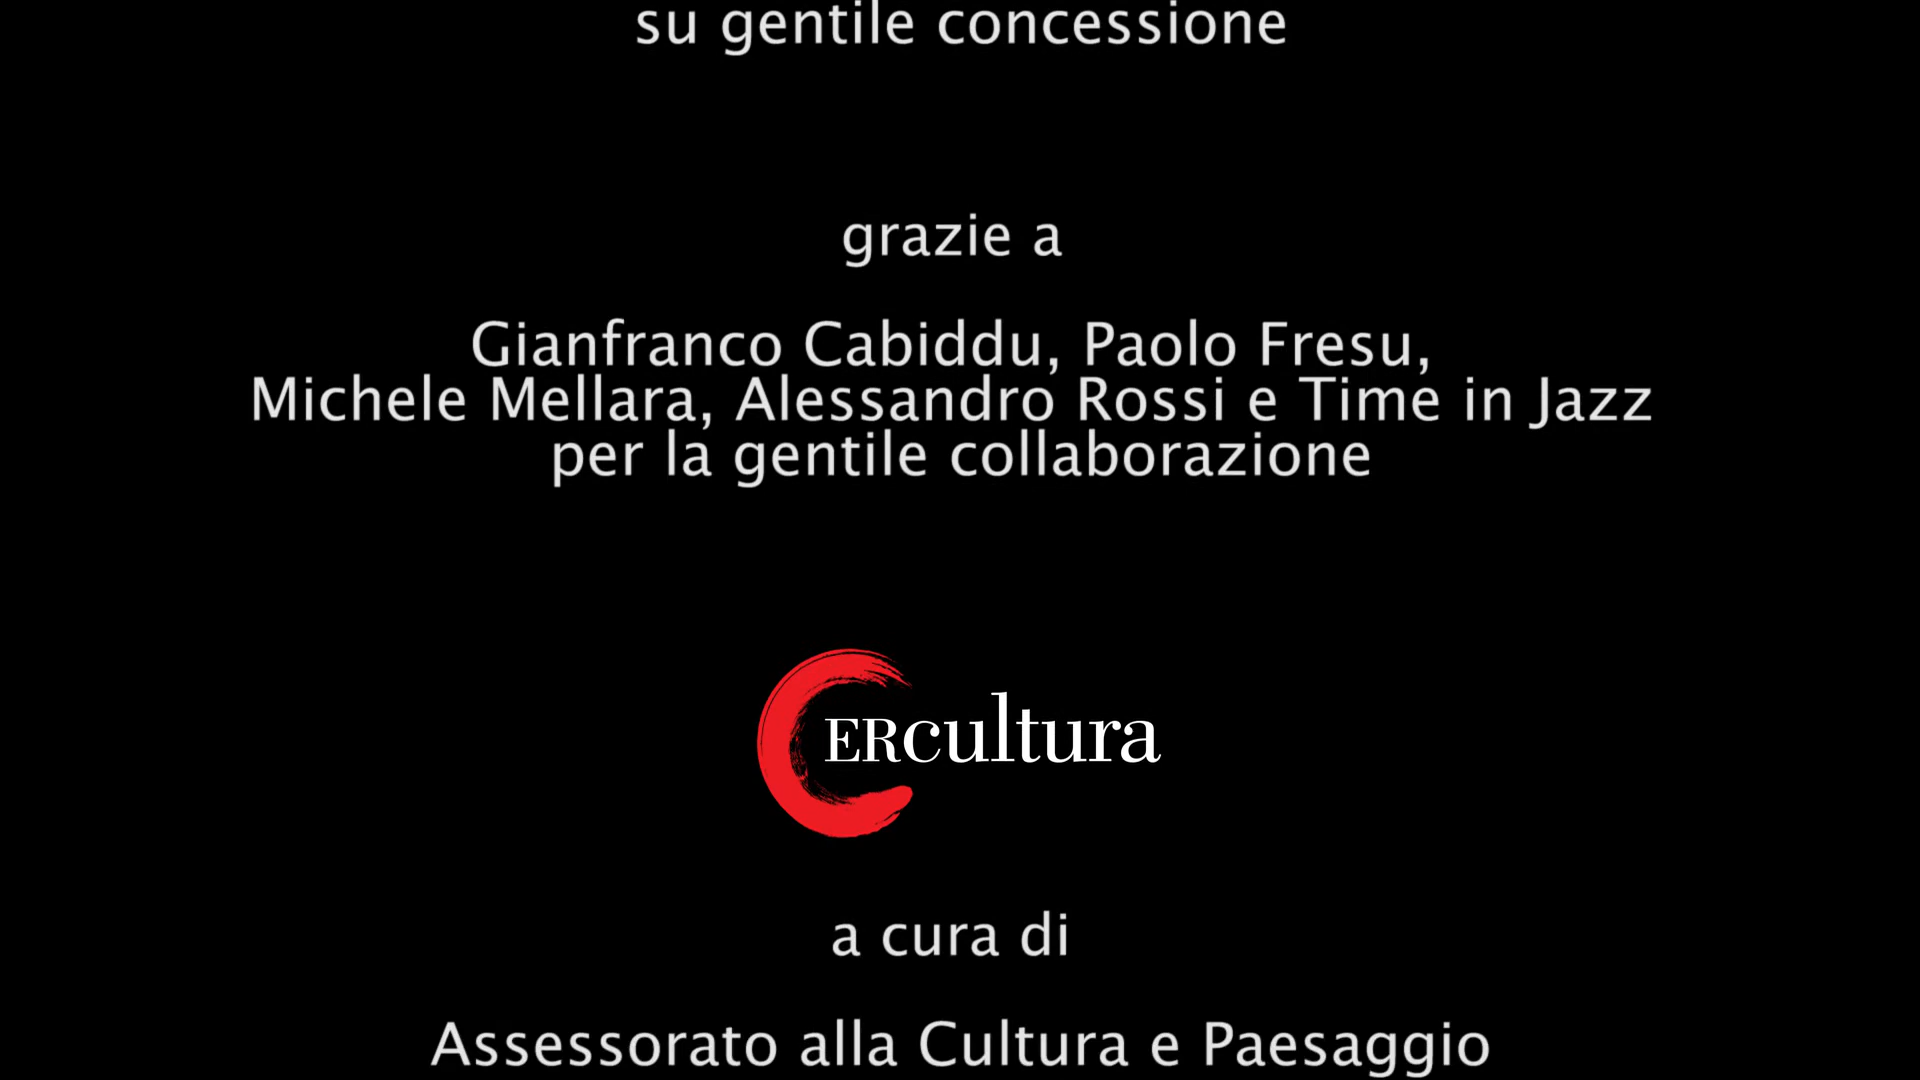 su gentile concessione
grazie a
Gianfranco Cabiddu, Paolo Fresu,
Michele Mellara, Alessandro Rossi e Time in Jazz
per la gentile collaborazione
ERcultura
a cura di
Assessorato alla Cultura e Paesaggio